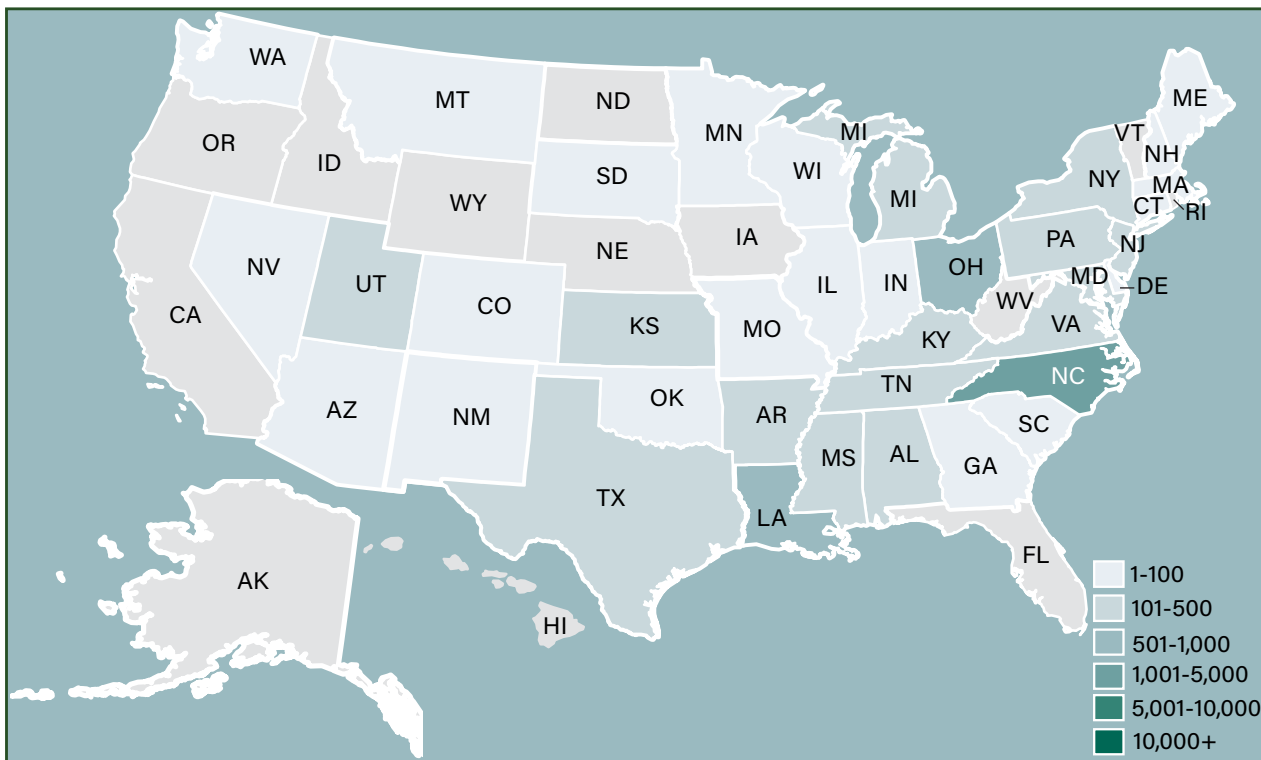 WA
MT
ND
MN
ME
OR
ID
SD
WI
MI
VT
NH
WY
NY
MA
MI
CT
RI
NE
IA
PA
NJ
NV
UT
CO
IL
IN
OH
MD
DE
WV
CA
KS
MO
KY
VA
AZ
NM
OK
AR
TN
NC
SC
MS
AL
GA
TX
LA
FL
AK
HI
1-100
101-500
501-1,000
1,001-5,000
5,001-10,000
10,000+